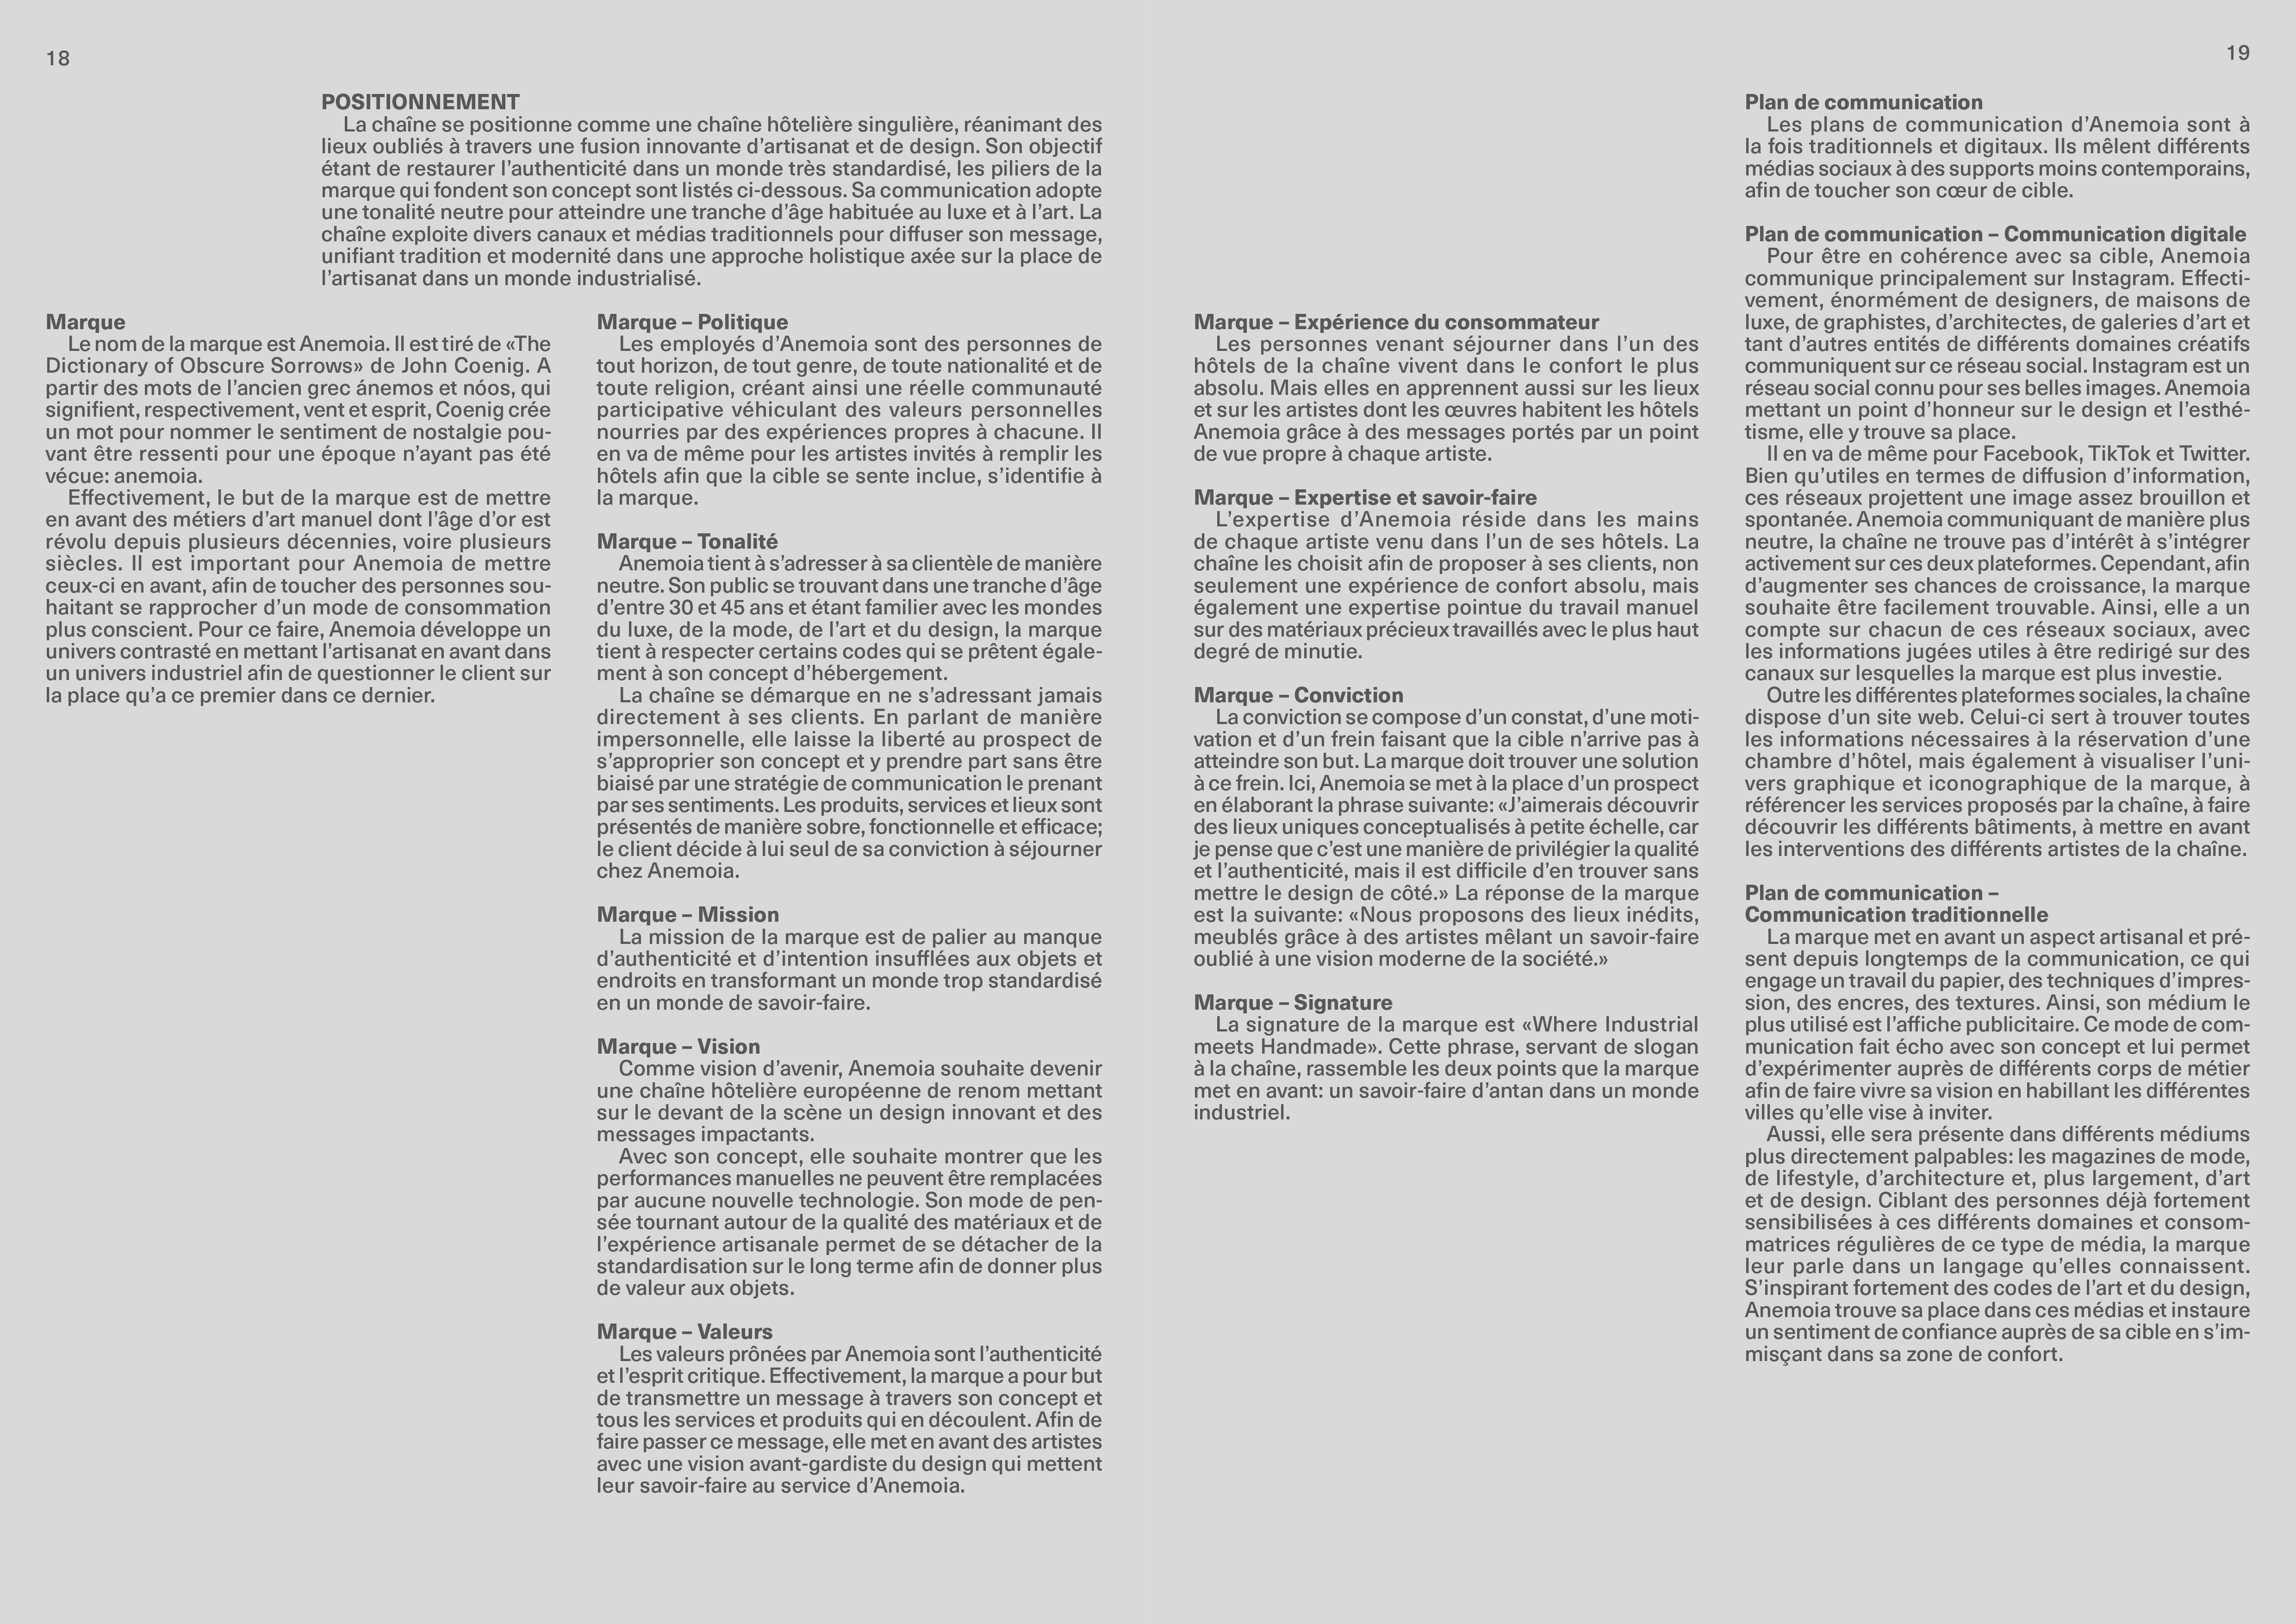 18
POSITIONNEMENT
La chaîne se positionne comme une chaîne hôtelière singulière, réanimant des
lieux oubliés à travers une fusion innovante d’artisanat et de design. Son objectif
étant de restaurer l’authenticité dans un monde très standardisé, les piliers de la
marque qui fondent son concept sont listés ci-dessous. Sa communication adopte
une tonalité neutre pour atteindre une tranche d’âge habituée au luxe et à l’art. La
chaîne exploite divers canaux et médias traditionnels pour diffuser son message,
unifiant tradition et modernité dans une approche holistique axée sur la place de
l’artisanat dans un monde industrialisé.
Marque
Le nom de la marque est Anemoia. Il est tiré de «The
Dictionary of Obscure Sorrows» de John Coenig. A
partir des mots de l’ancien grec ánemos et nóos, qui
signifient, respectivement, vent et esprit, Coenig crée
un mot pour nommer le sentiment de nostalgie pou-
vant être ressenti pour une époque n’ayant pas été
vécue: anemoia.
Effectivement, le but de la marque est de mettre
en avant des métiers d’art manuel dont l’âge d’or est
révolu depuis plusieurs décennies, voire plusieurs
siècles. Il est important pour Anemoia de mettre
ceux-ci en avant, afin de toucher des personnes sou-
haitant se rapprocher d’un mode de consommation
plus conscient. Pour ce faire, Anemoia développe un
univers contrasté en mettant l’artisanat en avant dans
un univers industriel afin de questionner le client sur
la place qu’a ce premier dans ce dernier.
Marque – Politique
Les employés d’Anemoia sont des personnes de
tout horizon, de tout genre, de toute nationalité et de
toute religion, créant ainsi une réelle communauté
participative véhiculant des valeurs personnelles
nourries par des expériences propres à chacune. Il
en va de même pour les artistes invités à remplir les
hôtels afin que la cible se sente inclue, s’identifie à
la marque.
Marque – Tonalité
Anemoia tient à s’adresser à sa clientèle de manière
neutre. Son public se trouvant dans une tranche d’âge
d’entre 30 et 45 ans et étant familier avec les mondes
du luxe, de la mode, de l’art et du design, la marque
tient à respecter certains codes qui se prêtent égale-
ment à son concept d’hébergement.
La chaîne se démarque en ne s’adressant jamais
directement à ses clients. En parlant de manière
impersonnelle, elle laisse la liberté au prospect de
s’approprier son concept et y prendre part sans être
biaisé par une stratégie de communication le prenant
par ses sentiments. Les produits, services et lieux sont
présentés de manière sobre, fonctionnelle et efficace;
le client décide à lui seul de sa conviction à séjourner
chez Anemoia.
Marque – Mission
La mission de la marque est de palier au manque
d’authenticité et d’intention insufflées aux objets et
endroits en transformant un monde trop standardisé
en un monde de savoir-faire.
Marque – Vision
Comme vision d’avenir, Anemoia souhaite devenir
une chaîne hôtelière européenne de renom mettant
sur le devant de la scène un design innovant et des
messages impactants.
Avec son concept, elle souhaite montrer que les
performances manuelles ne peuvent être remplacées
par aucune nouvelle technologie. Son mode de pen-
sée tournant autour de la qualité des matériaux et de
l’expérience artisanale permet de se détacher de la
standardisation sur le long terme afin de donner plus
de valeur aux objets.
Marque – Valeurs
Les valeurs prônées par Anemoia sont l’authenticité
et l’esprit critique. Effectivement, la marque a pour but
de transmettre un message à travers son concept et
tous les services et produits qui en découlent. Afin de
faire passer ce message, elle met en avant des artistes
avec une vision avant-gardiste du design qui mettent
leur savoir-faire au service d’Anemoia.
19
Marque – Expérience du consommateur
Les personnes venant séjourner dans l’un des
hôtels de la chaîne vivent dans le confort le plus
absolu. Mais elles en apprennent aussi sur les lieux
et sur les artistes dont les œuvres habitent les hôtels
Anemoia grâce à des messages portés par un point
de vue propre à chaque artiste.
Marque – Expertise et savoir-faire
L’expertise d’Anemoia réside dans les mains
de chaque artiste venu dans l’un de ses hôtels. La
chaîne les choisit afin de proposer à ses clients, non
seulement une expérience de confort absolu, mais
également une expertise pointue du travail manuel
sur des matériaux précieux travaillés avec le plus haut
degré de minutie.
Marque – Conviction
La conviction se compose d’un constat, d’une moti-
vation et d’un frein faisant que la cible n’arrive pas à
atteindre son but. La marque doit trouver une solution
à ce frein. Ici, Anemoia se met à la place d’un prospect
en élaborant la phrase suivante: «J’aimerais découvrir
des lieux uniques conceptualisés à petite échelle, car
je pense que c’est une manière de privilégier la qualité
et l’authenticité, mais il est difficile d’en trouver sans
mettre le design de côté.» La réponse de la marque
est la suivante: «Nous proposons des lieux inédits,
meublés grâce à des artistes mêlant un savoir-faire
oublié à une vision moderne de la société.»
Marque – Signature
La signature de la marque est «Where Industrial
meets Handmade». Cette phrase, servant de slogan
à la chaîne, rassemble les deux points que la marque
met en avant: un savoir-faire d’antan dans un monde
industriel.
Plan de communication
Les plans de communication d’Anemoia sont à
la fois traditionnels et digitaux. Ils mêlent différents
médias sociaux à des supports moins contemporains,
afin de toucher son cœur de cible.
Plan de communication – Communication digitale
Pour être en cohérence avec sa cible, Anemoia
communique principalement sur Instagram. Effecti-
vement, énormément de designers, de maisons de
luxe, de graphistes, d’architectes, de galeries d’art et
tant d’autres entités de différents domaines créatifs
communiquent sur ce réseau social. Instagram est un
réseau social connu pour ses belles images. Anemoia
mettant un point d’honneur sur le design et l’esthé-
tisme, elle y trouve sa place.
Il en va de même pour Facebook, TikTok et Twitter.
Bien qu’utiles en termes de diffusion d’information,
ces réseaux projettent une image assez brouillon et
spontanée. Anemoia communiquant de manière plus
neutre, la chaîne ne trouve pas d’intérêt à s’intégrer
activement sur ces deux plateformes. Cependant, afin
d’augmenter ses chances de croissance, la marque
souhaite être facilement trouvable. Ainsi, elle a un
compte sur chacun de ces réseaux sociaux, avec
les informations jugées utiles à être redirigé sur des
canaux sur lesquelles la marque est plus investie.
Outre les différentes plateformes sociales, la chaîne
dispose d’un site web. Celui-ci sert à trouver toutes
les informations nécessaires à la réservation d’une
chambre d’hôtel, mais également à visualiser l’uni-
vers graphique et iconographique de la marque, à
référencer les services proposés par la chaîne, à faire
découvrir les différents bâtiments, à mettre en avant
les interventions des différents artistes de la chaîne.
Plan de communication –
Communication traditionnelle
La marque met en avant un aspect artisanal et pré-
sent depuis longtemps de la communication, ce qui
engage un travail du papier, des techniques d’impres-
sion, des encres, des textures. Ainsi, son médium le
plus utilisé est l’affiche publicitaire. Ce mode de com-
munication fait écho avec son concept et lui permet
d’expérimenter auprès de différents corps de métier
afin de faire vivre sa vision en habillant les différentes
villes qu’elle vise à inviter.
Aussi, elle sera présente dans différents médiums
plus directement palpables: les magazines de mode,
de lifestyle, d’architecture et, plus largement, d’art
et de design. Ciblant des personnes déjà fortement
sensibilisées à ces différents domaines et consom-
matrices régulières de ce type de média, la marque
leur parle dans un langage qu’elles connaissent.
S’inspirant fortement des codes de l’art et du design,
Anemoia trouve sa place dans ces médias et instaure
un sentiment de confiance auprès de sa cible en s’im-
misçant dans sa zone de confort.